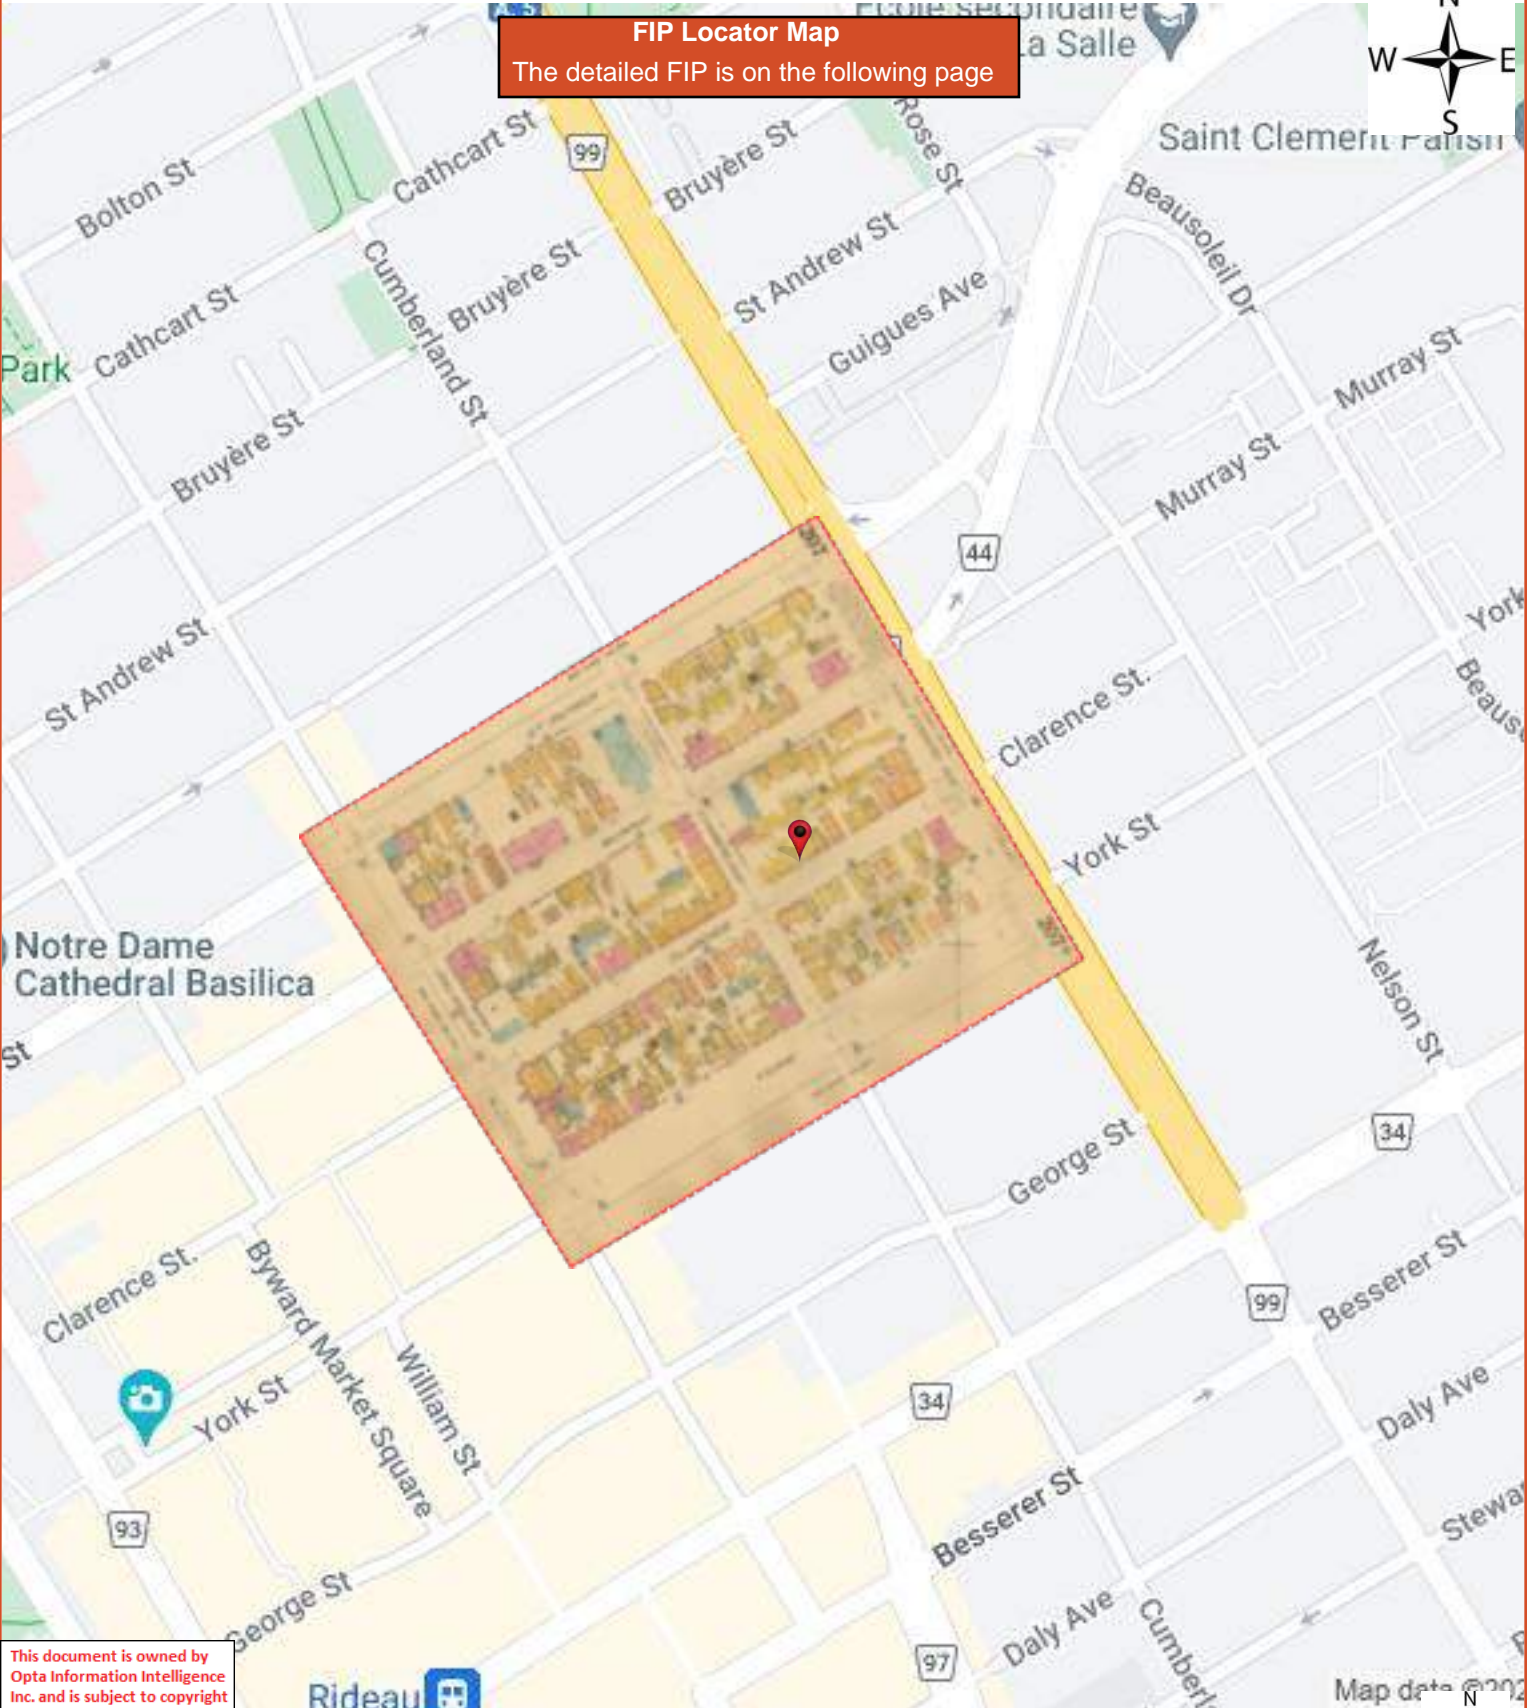 FIP Locator Map
The detailed FIP is on the following page
École secondaire
La Salle
N
W
E
S
Saint Clement Parish
99
Cathcart St
Bruyère St
Rose St
Bolton St
Beausoleil Dr
St Andrew St
Cumberland St
Bruyère St
Cathcart St
Guigues Ave
Park
Murray St
Bruyère St
Murray St
207
44
York
St Andrew St
Clarence St.
York St
Notre Dame
Cathedral Basilica
207
Nelson St
St
34
George St
Clarence St.
Byward Market Square
Besserer St
99
William St
York St
34
Daly Ave
93
Besserer St
George St
Daly Ave
97
This document is owned by
Opta Information Intelligence
Inc. and is subject to copyright
Rideau
Map data
N